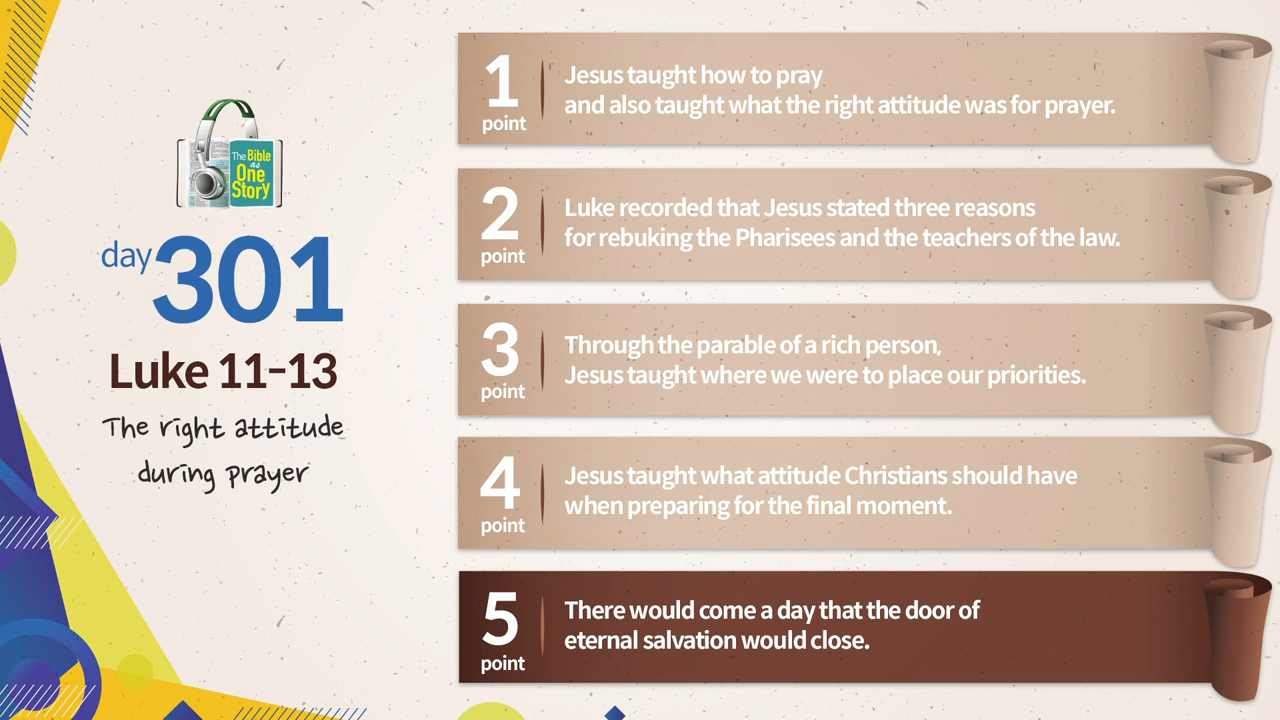 The Bible
as
One
Story
day 301
Luke 11-13
The right attitude
during prayer
1
point
Jesus taught how to pray
and also taught what the right attitude was for prayer.
2
point
Luke recorded that Jesus stated three reasons
for rebuking the Pharisees and the teachers of the law.
3
point
Through the parable of a rich person,
Jesus taught where we were to place our priorities.
4
point
Jesus taught what attitude Christians should have
when preparing for the final moment.
5
point
There would come a day that the door of
eternal salvation would close.